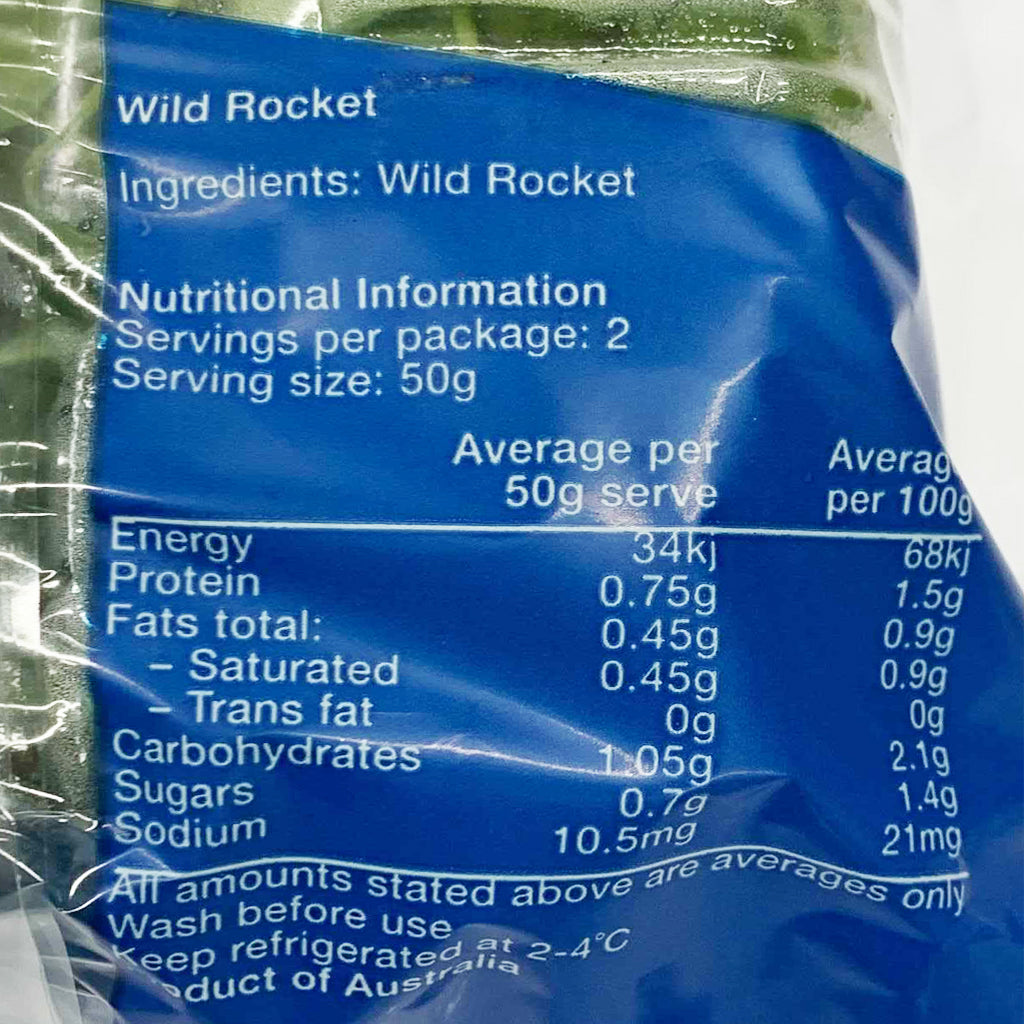 Wild Rocket
Ingredients: Wild Rocket
Nutritional Information
Servings per package: 2
Serving size: 50g
Average per Averag
50g serve per 100g
Energy 34kj 68kj
Protein 0.75g 1.5g
Fats total: 0.45g 0.9g
– Saturated 0.45g 0.9g
– Trans fat 0g 0g
Carbohydrates 1.05g 2.1g
Sugars 0.7g 1.4g
Sodium 10.5mg 21mg
All amounts stated above are averages only
Wash before use
Keep refrigerated at 2-4°C
oduct of Australia